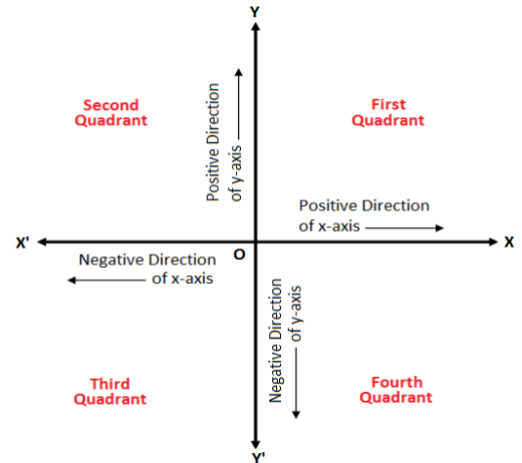 Y
Second
Quadrant
Positive Direction
of y-axis
First
Quadrant
Positive Direction
of x-axis
X'
O
X
Negative Direction
of x-axis
Negative Direction
of y-axis
Third
Quadrant
Fourth
Quadrant
Y'